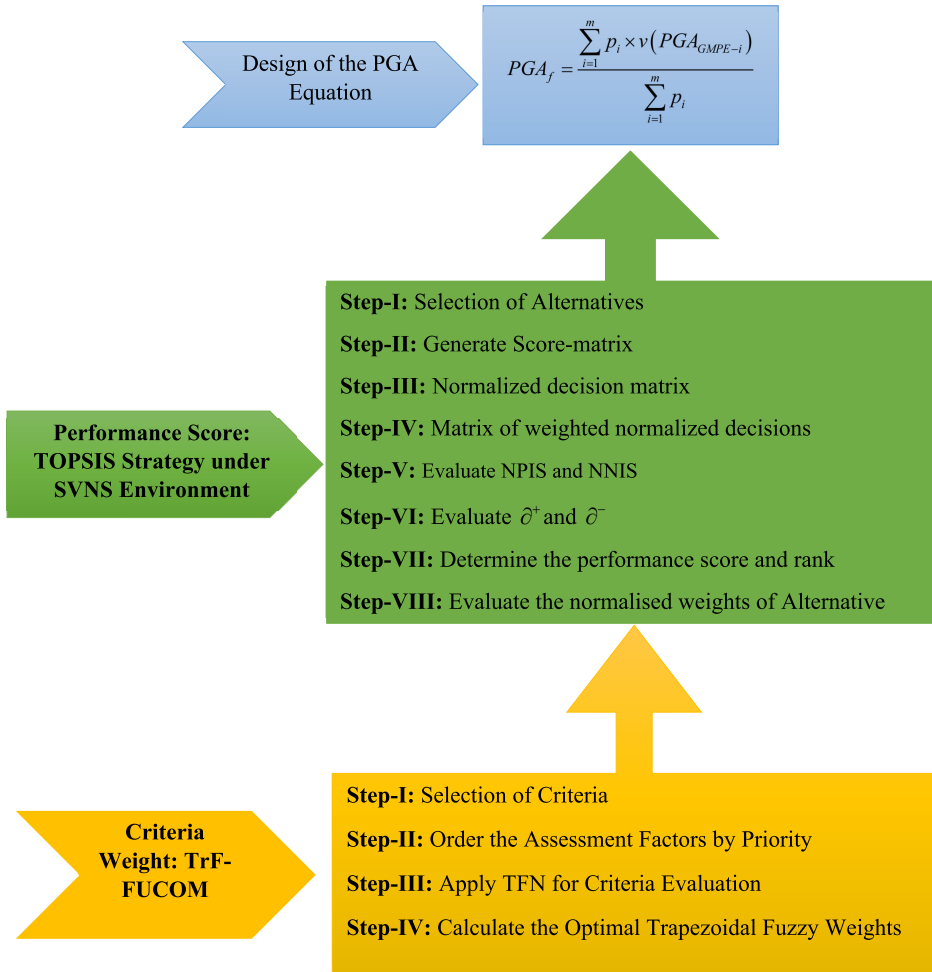 Design of the PGA
Equation
PGA_f = \frac{\sum_{i=1}^{m} p_i \times v(PGA_{GMPE-i})}{\sum_{i=1}^{m} p_i}
Performance Score:
TOPSIS Strategy under
SVNS Environment
Step-I: Selection of Alternatives
Step-II: Generate Score-matrix
Step-III: Normalized decision matrix
Step-IV: Matrix of weighted normalized decisions
Step-V: Evaluate NPIS and NNIS
Step-VI: Evaluate ∂⁺ and ∂⁻
Step-VII: Determine the performance score and rank
Step-VIII: Evaluate the normalised weights of Alternative
Criteria
Weight: TrF-
FUCOM
Step-I: Selection of Criteria
Step-II: Order the Assessment Factors by Priority
Step-III: Apply TFN for Criteria Evaluation
Step-IV: Calculate the Optimal Trapezoidal Fuzzy Weights